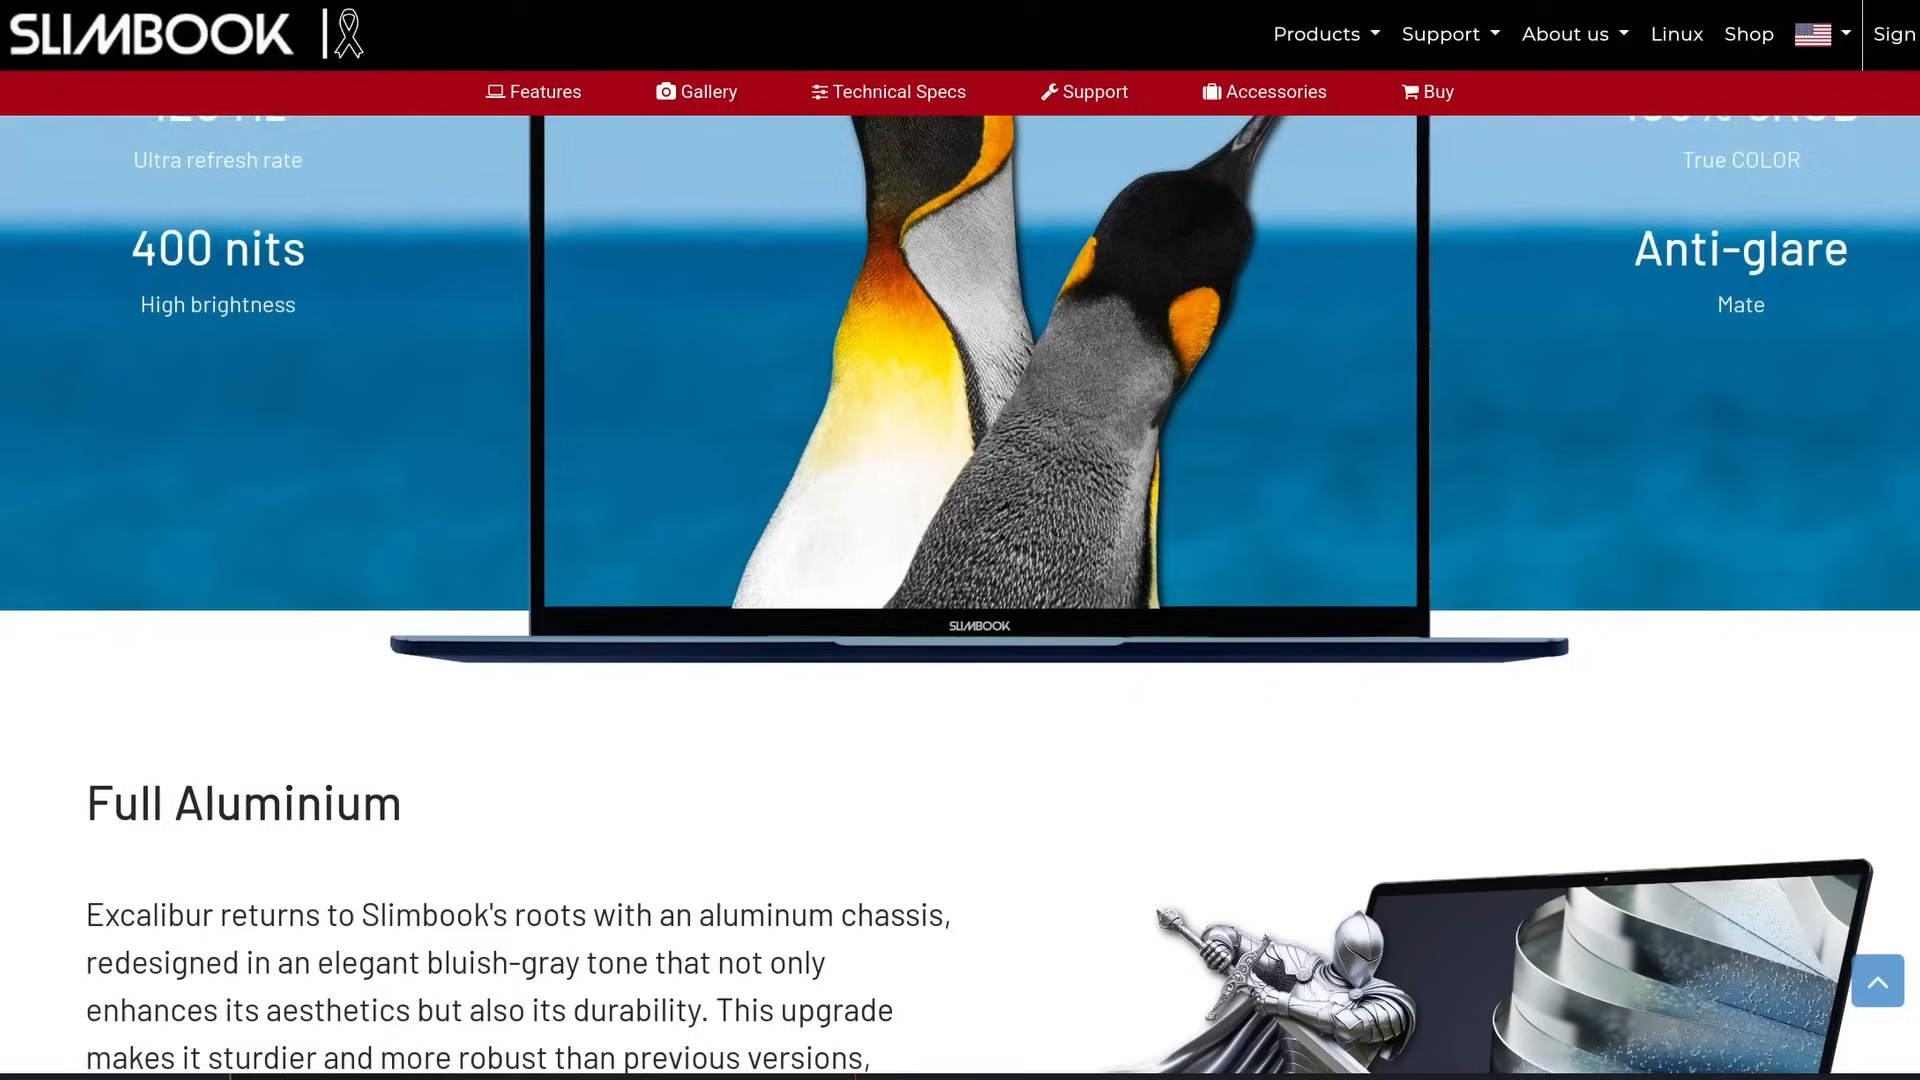 SLIMBOOK
Products
Support
About us
Linux
Shop
Sign
Features
Gallery
Technical Specs
Support
Accessories
Buy
Ultra refresh rate
True COLOR
400 nits
Anti-glare
High brightness
Mate
SLIMBOOK
Full Aluminium
Excalibur returns to Slimbook's roots with an aluminum chassis,
redesigned in an elegant bluish-gray tone that not only
enhances its aesthetics but also its durability. This upgrade
makes it sturdier and more robust than previous versions,